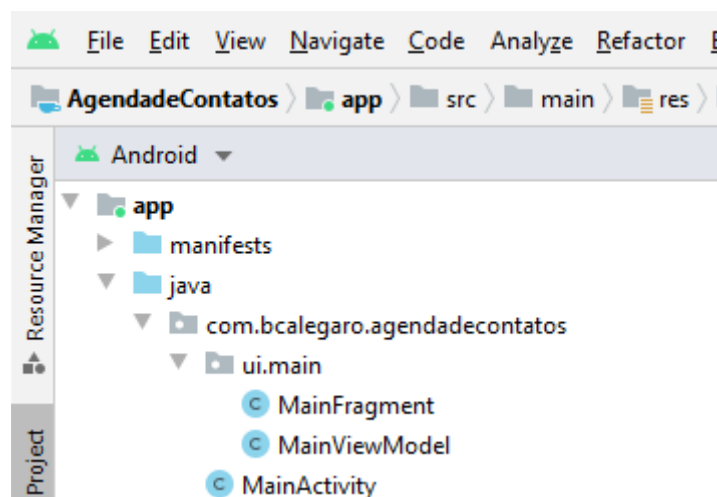 File Edit View Navigate Code Analyze Refactor
AgendadeContatos app src main res
Android
app
manifests
java
com.bcalegaro.agendadecontatos
ui.main
C MainFragment
C MainViewModel
C MainActivity
Resource Manager
Project